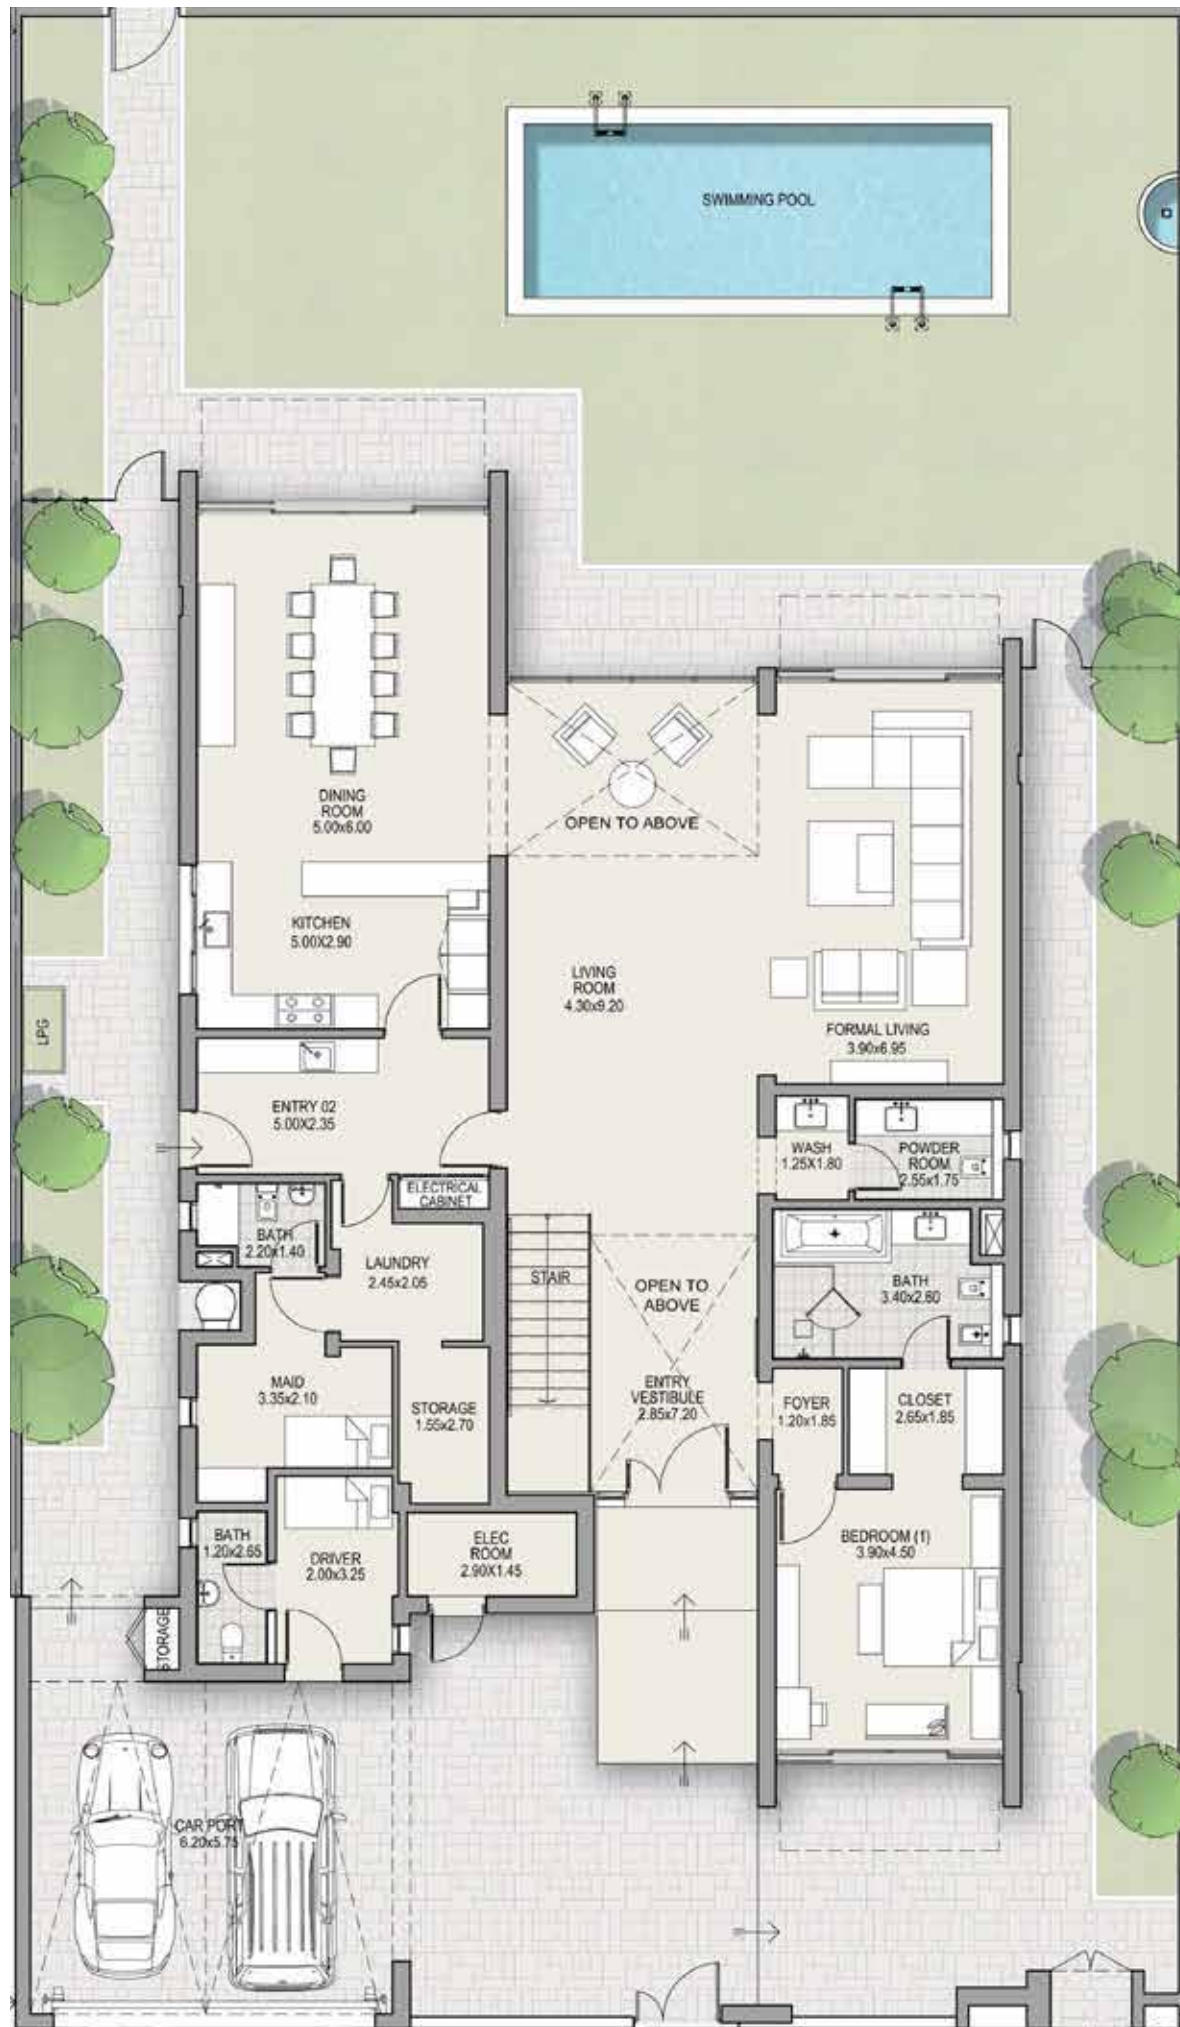 SWIMMING POOL
DINING
ROOM
5.00x6.00
OPEN TO ABOVE
KITCHEN
5.00X2.90
LIVING
ROOM
4.30x9.20
FORMAL LIVING
3.90x6.95
LPG
ENTRY 02
5.00X2.35
WASH
1.25X1.80
POWDER
ROOM
2.55x1.75
ELECTRICAL
CABINET
BATH
2.20x1.40
LAUNDRY
2.45x2.05
STAIR
OPEN TO
ABOVE
BATH
3.40x2.60
MAID
3.35x2.10
STORAGE
1.55x2.70
ENTRY
VESTIBULE
2.85x7.20
FOYER
1.20x1.85
CLOSET
2.65x1.85
BATH
1.20x2.65
DRIVER
2.00x3.25
ELEC
ROOM
2.90X1.45
BEDROOM (1)
3.90x4.50
STORAGE
CAR PORT
6.20x5.75